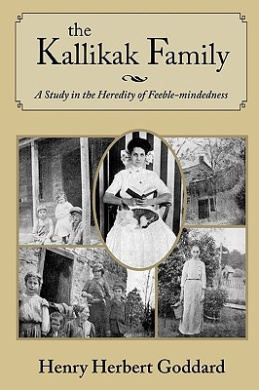 the
Kallikak Family
A Study in the Heredity of Feeble-mindedness
Henry Herbert Goddard